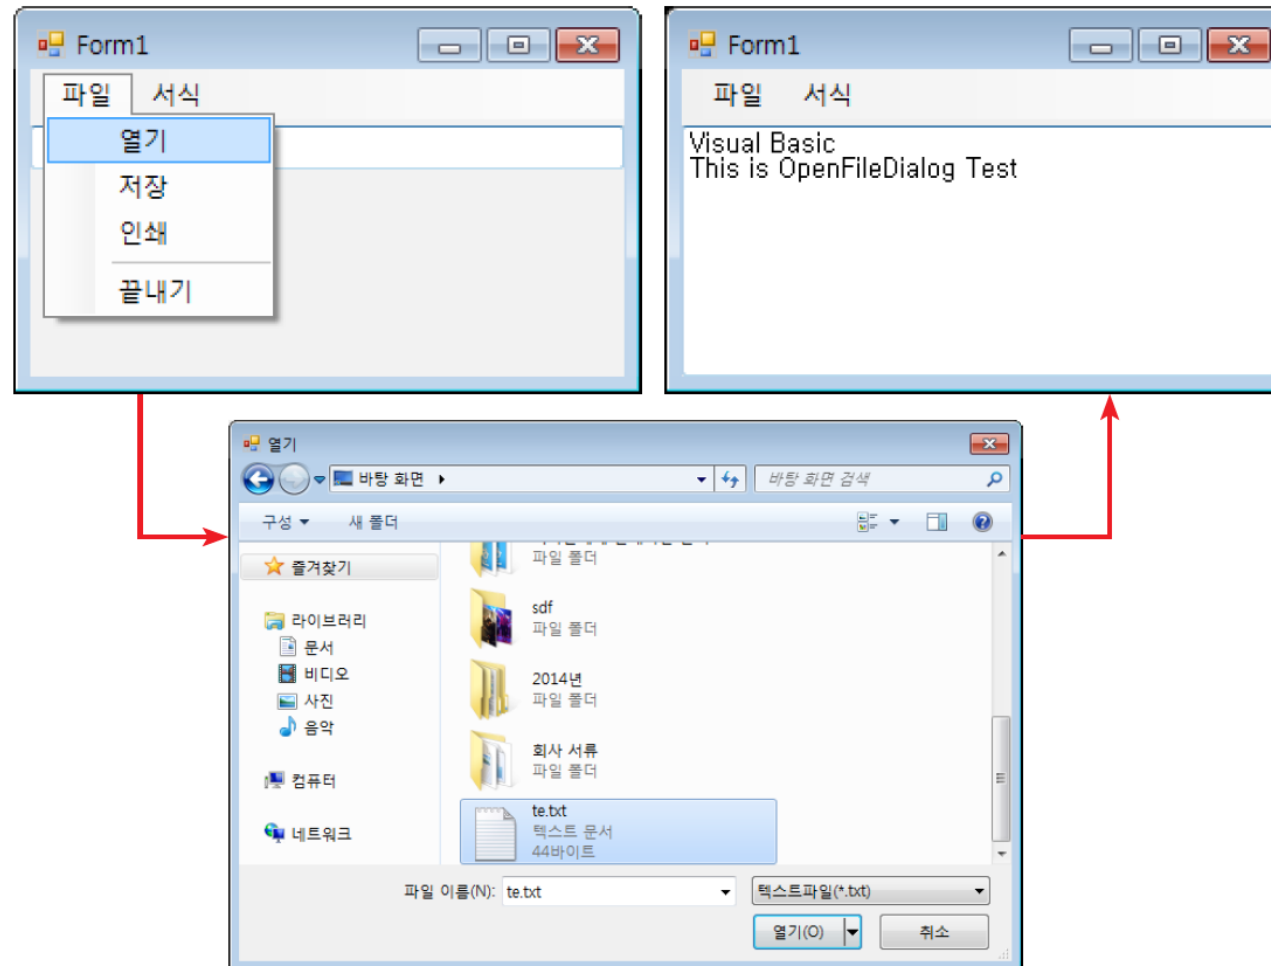 Form1
파일 서식
열기
저장
인쇄
끝내기
Form1
파일 서식
Visual Basic
This is OpenFileDialog Test
열기
바탕 화면
바탕 화면 검색
구성 새 폴더
즐겨찾기
라이브러리
문서
비디오
사진
음악
컴퓨터
네트워크
파일 폴더
sdf
파일 폴더
2014년
파일 폴더
회사 서류
파일 폴더
te.txt
텍스트 문서
44바이트
파일 이름(N): te.txt
텍스트파일(*.txt)
열기(O) 취소